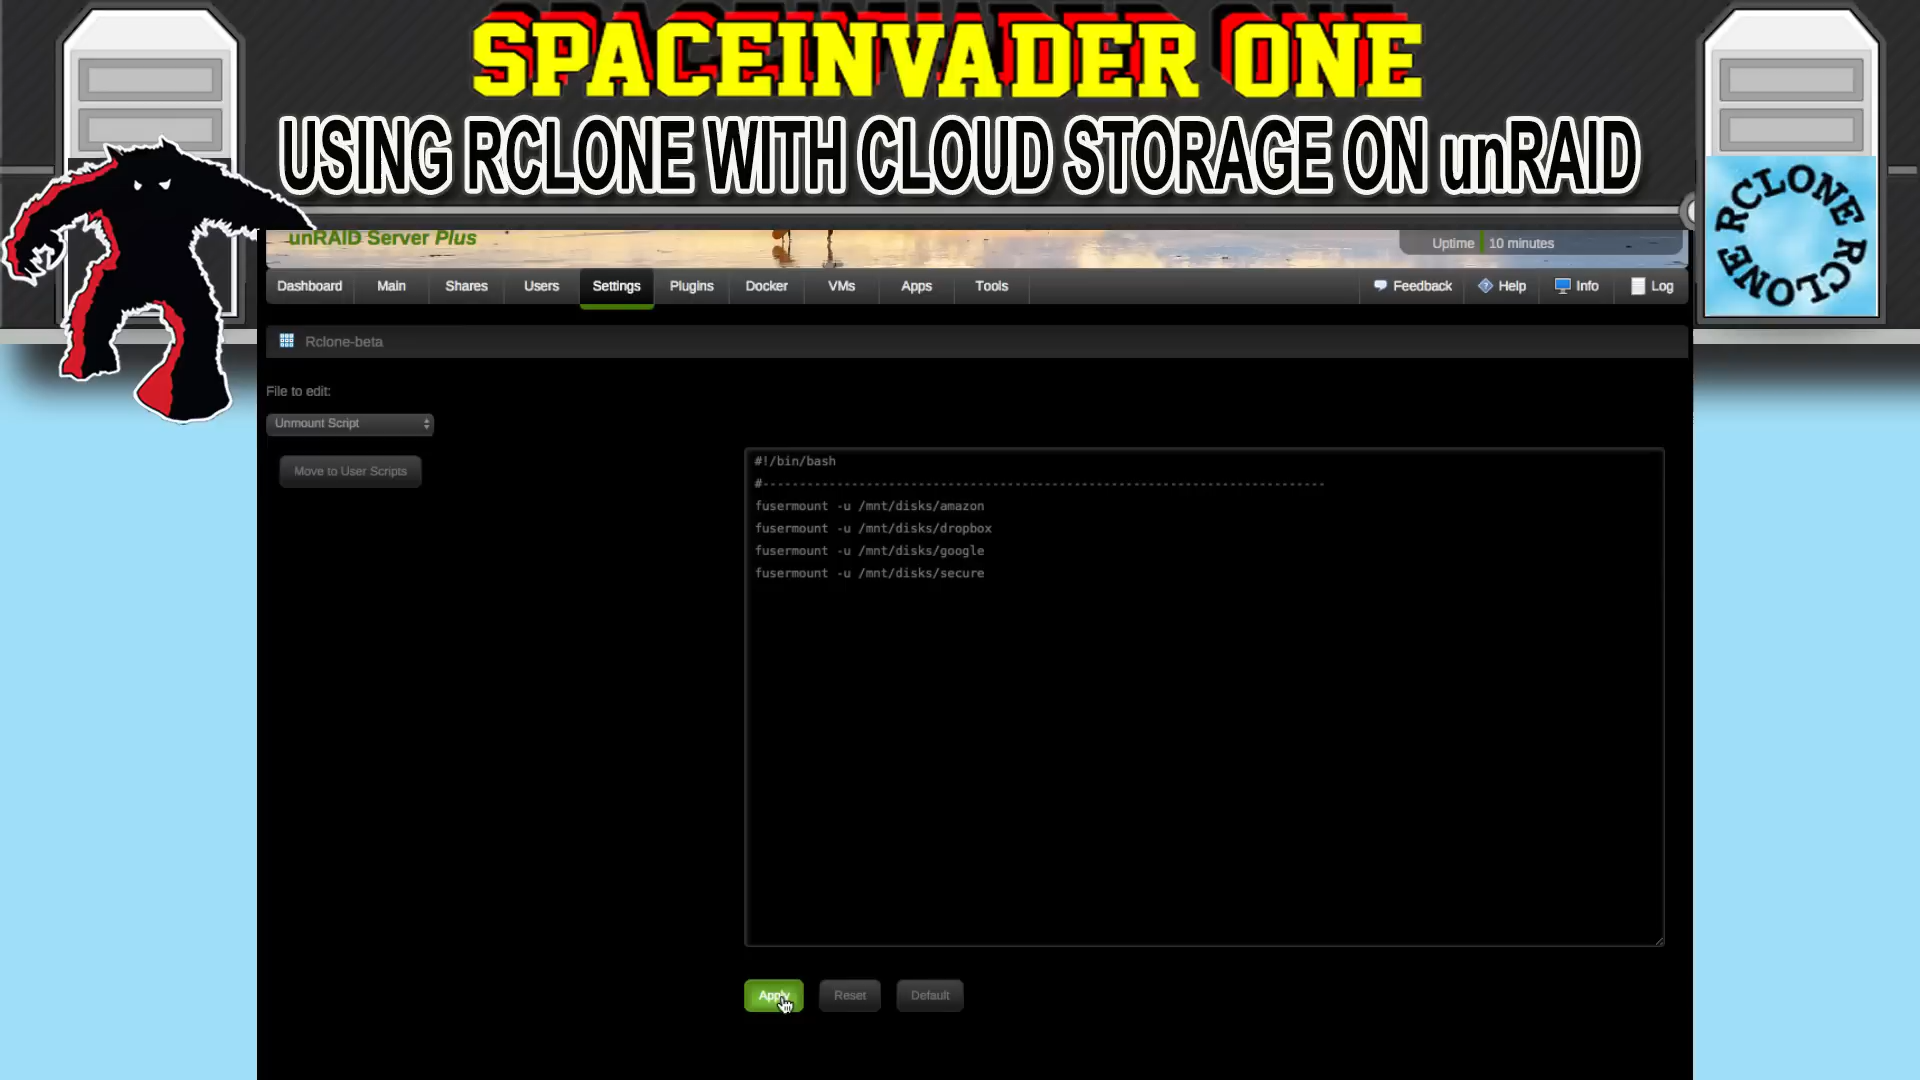 SPACEINVADER ONE
USING RCLONE WITH CLOUD STORAGE ON unRAID
RCLONE RCLONE
unRAID Server Plus
Uptime 10 minutes
Dashboard Main Shares Users Settings Plugins Docker VMs Apps Tools Feedback Help Info Log
Rclone-beta
File to edit:
Unmount Script
Move to User Scripts
#!/bin/bash
#----------------------------------------------------------------------------
fusermount -u /mnt/disks/amazon
fusermount -u /mnt/disks/dropbox
fusermount -u /mnt/disks/google
fusermount -u /mnt/disks/secure
Apply Reset Default